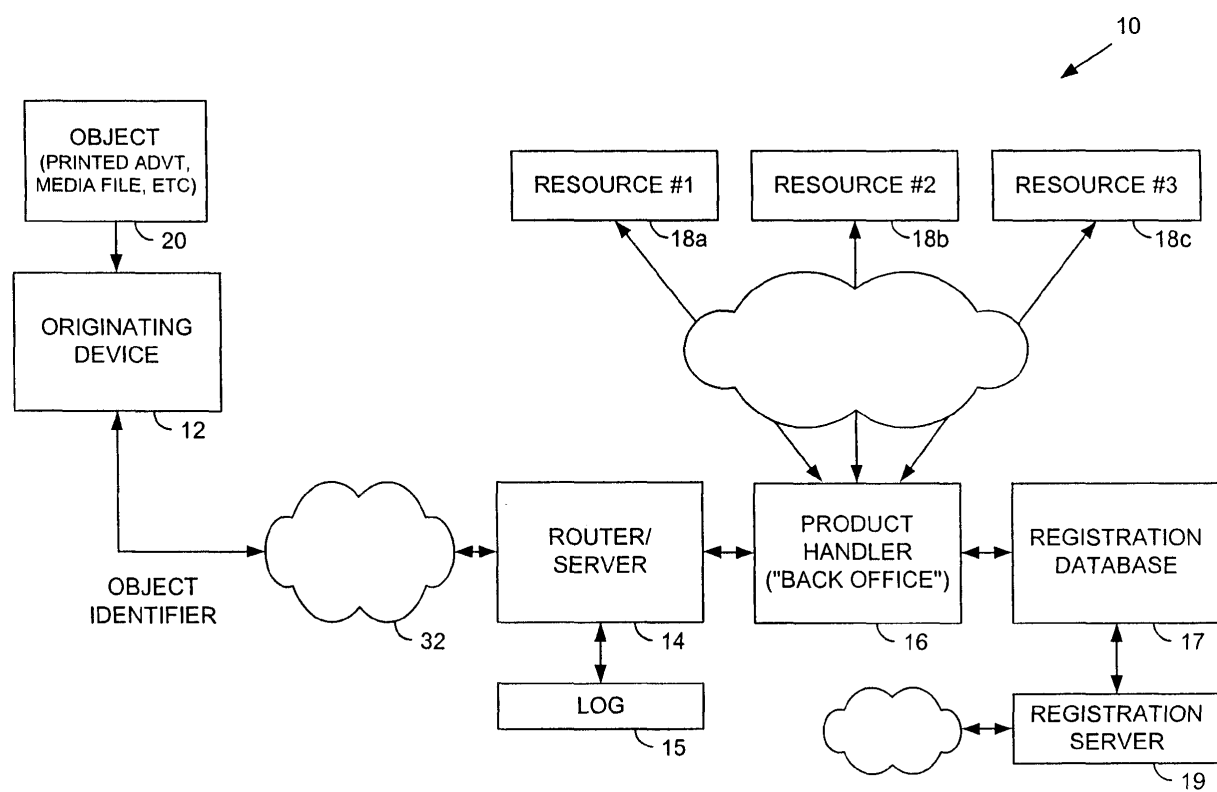 10
OBJECT
(PRINTED ADVT,
MEDIA FILE, ETC)
20
RESOURCE #1
18a
RESOURCE #2
18b
RESOURCE #3
18c
ORIGINATING
DEVICE
12
OBJECT
IDENTIFIER
32
ROUTER/
SERVER
14
PRODUCT
HANDLER
("BACK OFFICE")
16
REGISTRATION
DATABASE
17
LOG
15
REGISTRATION
SERVER
19